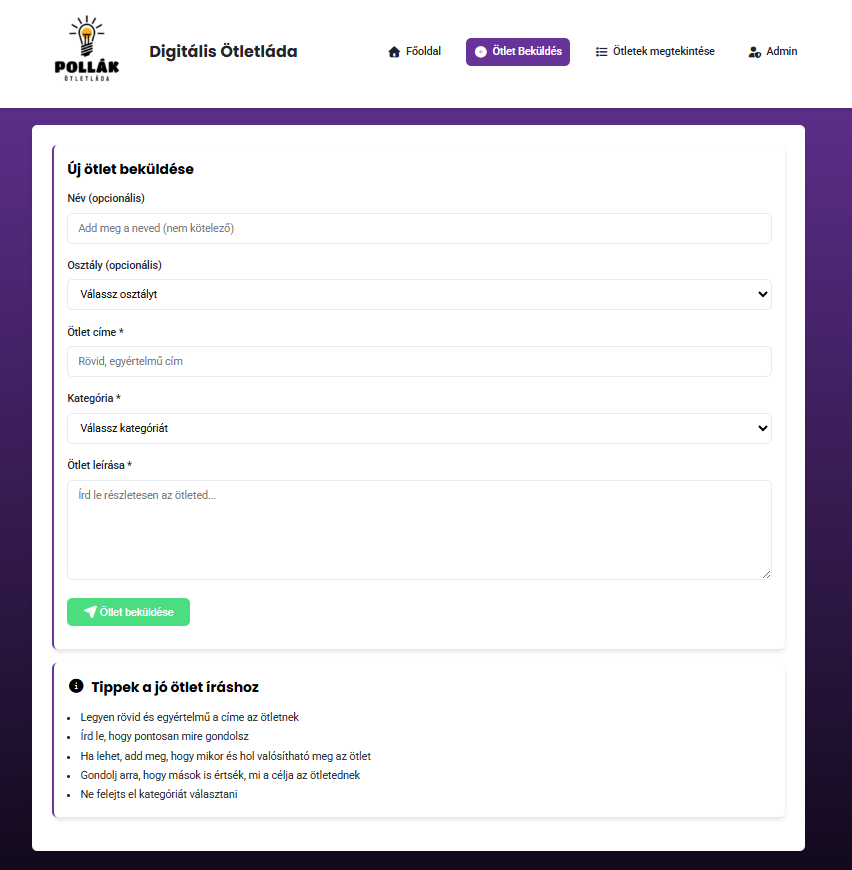 POLLÁK
ÖTLETLÁDA
Digitális Ötletláda
Főoldal
Ötlet Beküldés
Ötletek megtekintése
Admin
Új ötlet beküldése
Név (opcionális)
Add meg a neved (nem kötelező)
Osztály (opcionális)
Válassz osztályt
Ötlet címe *
Rövid, egyértelmű cím
Kategória *
Válassz kategóriát
Ötlet leírása *
Írd le részletesen az ötleted...
Ötlet beküldése
Tippek a jó ötlet íráshoz
• Legyen rövid és egyértelmű a címe az ötletnek
• Írd le, hogy pontosan mire gondolsz
• Ha lehet, add meg, hogy mikor és hol valósítható meg az ötlet
• Gondolj arra, hogy mások is értsék, mi a célja az ötletednek
• Ne felejts el kategóriát választani